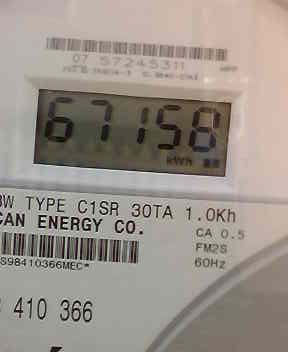 07 57245311
67158
kWh
3W TYPE C1SR 30TA 1.0Kh
CAN ENERGY CO.
CA 0.5
FM2S
S98410366MEC*
60Hz
410 366